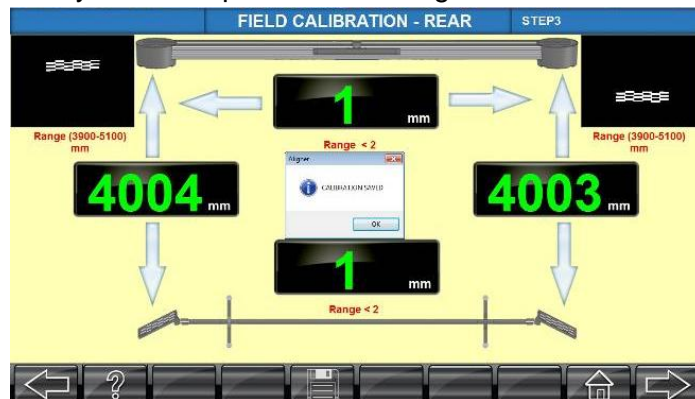 FIELD CALIBRATION - REAR STEP3
1 mm
Range (3900-5100)
mm
Range < 2
Range (3900-5100)
mm
4004 mm
Aligner
CALIBRATION SAVED
OK
4003 mm
1 mm
Range < 2
?